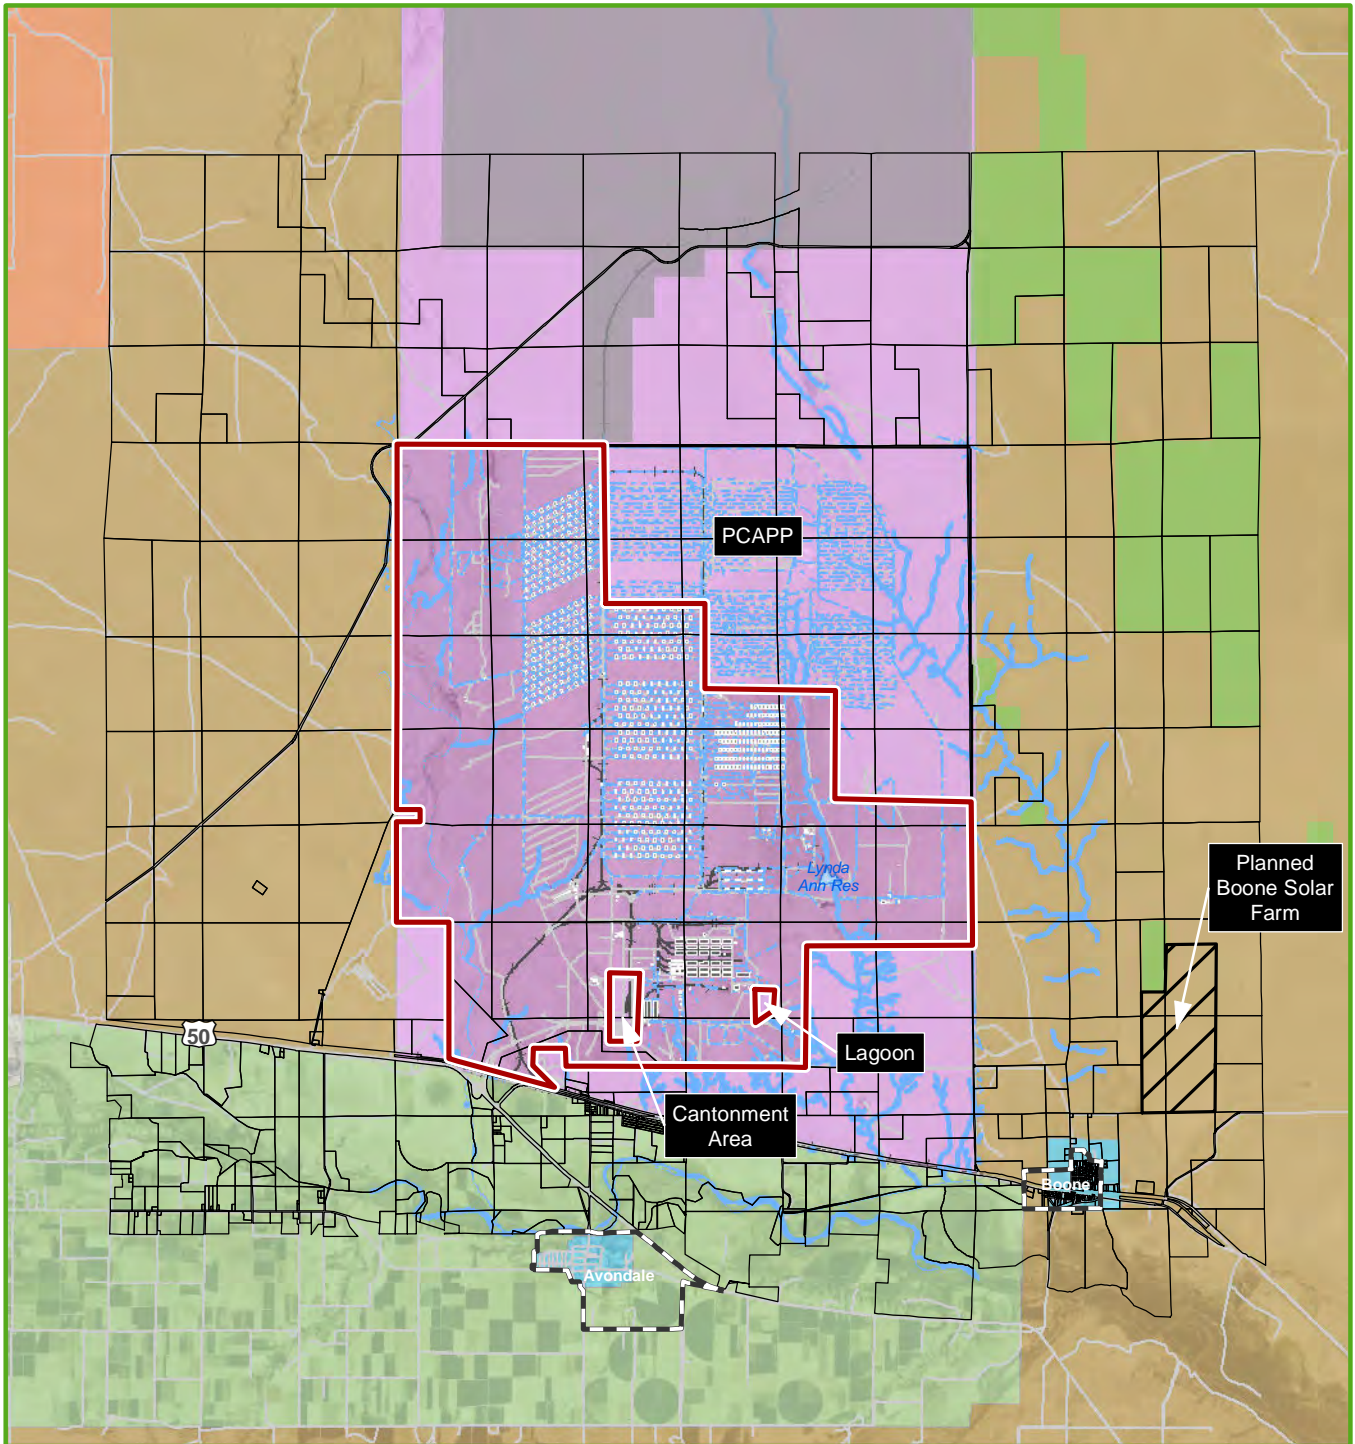 PCAPP
Lynda
Ann Res
Planned
Boone Solar
Farm
50
Lagoon
Cantonment
Area
Boone
Avondale